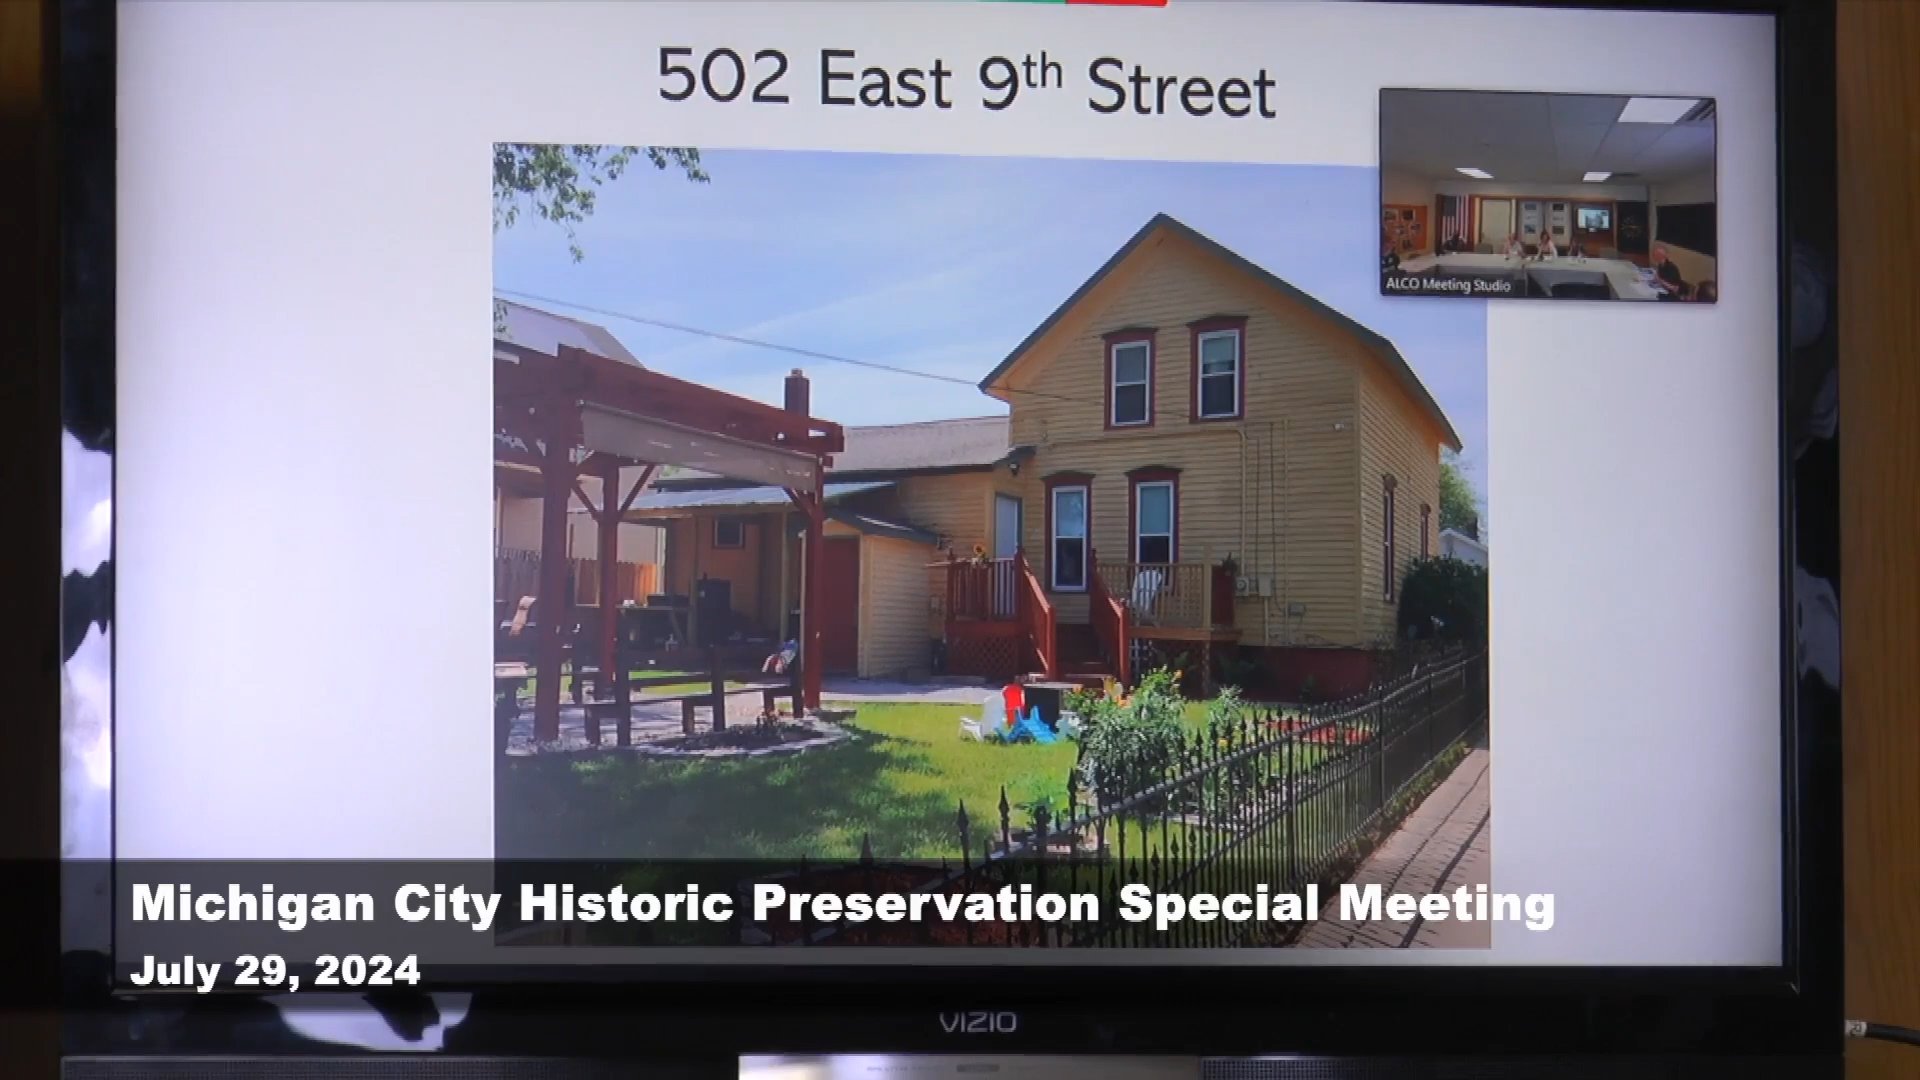 502 East 9th Street
ALCO Meeting Studio
Michigan City Historic Preservation Special Meeting
July 29, 2024
VIZIO